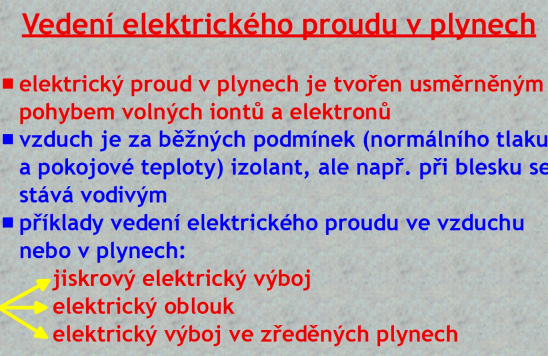 Vedení elektrického proudu v plynech
elektrický proud v plynech je tvořen usměrněným
pohybem volných iontů a elektronů
vzduch je za běžných podmínek (normálního tlaku
a pokojové teploty) izolant, ale např. při blesku se
stává vodivým
příklady vedení elektrického proudu ve vzduchu
nebo v plynech:
jiskrový elektrický výboj
elektrický oblouk
elektrický výboj ve zředěných plynech